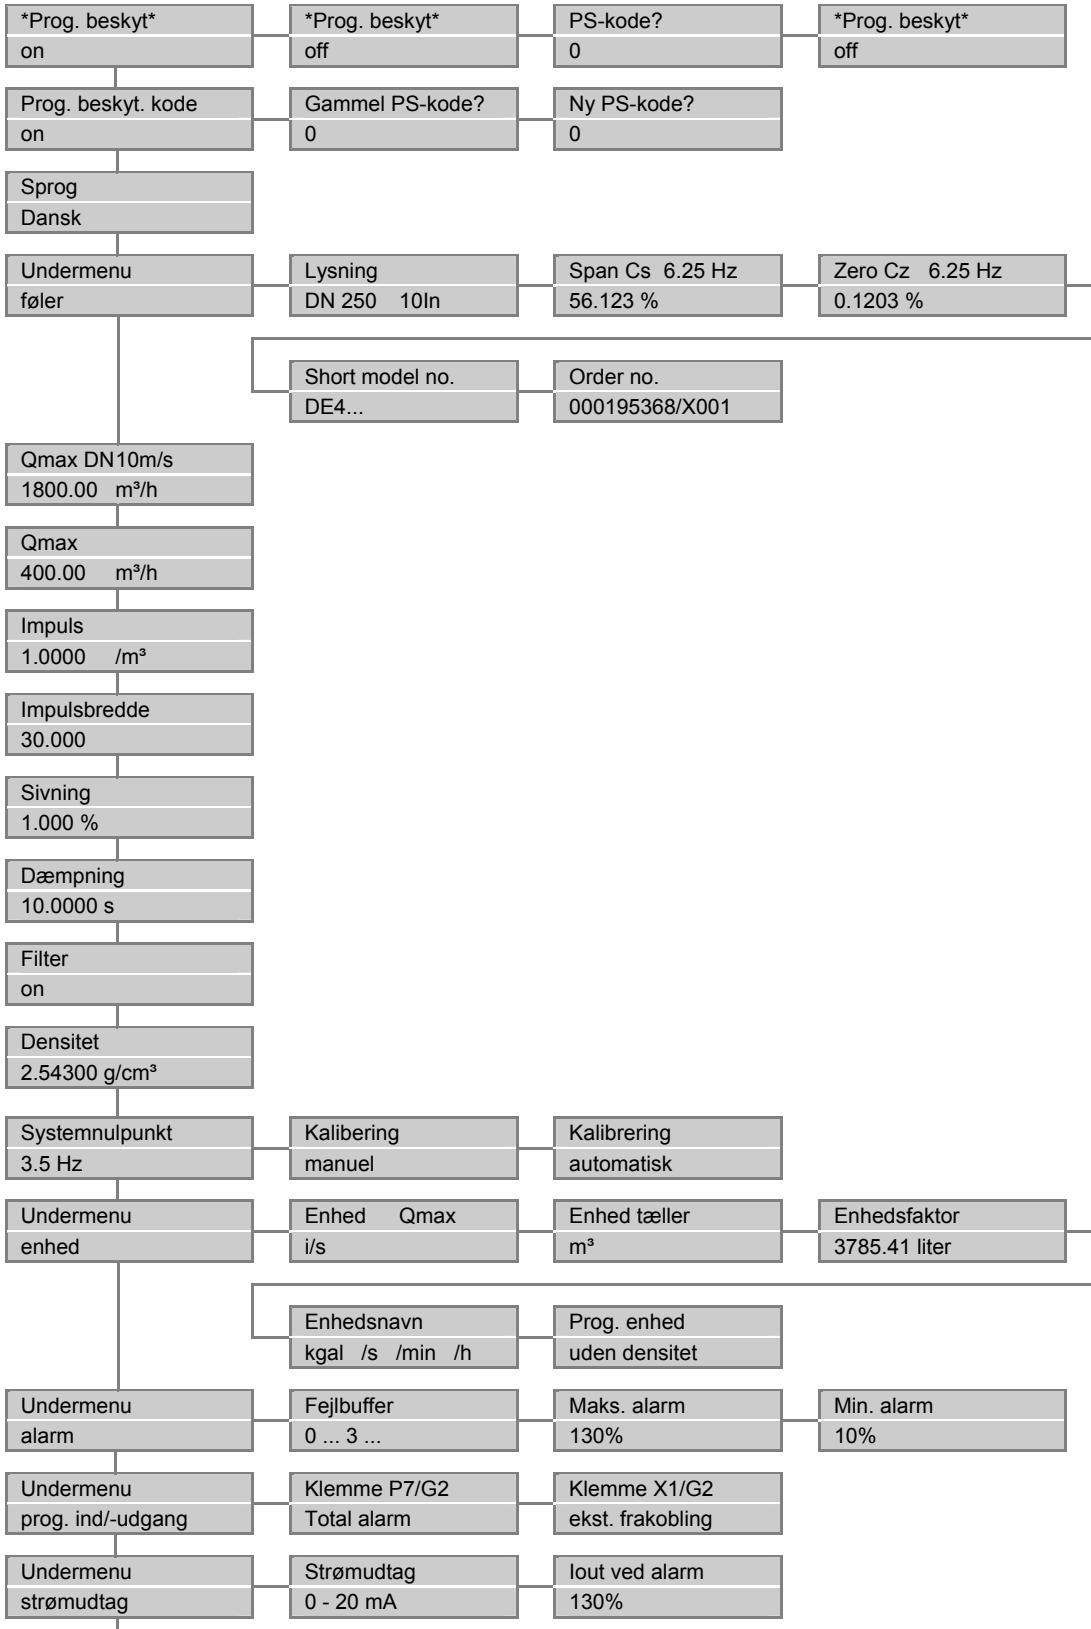 *Prog. beskyt*
on
*Prog. beskyt*
off
PS-kode?
0
*Prog. beskyt*
off
Prog. beskyt. kode
on
Gammel PS-kode?
0
Ny PS-kode?
0
Sprog
Dansk
Undermenu
føler
Lysning
DN 250 10In
Span Cs 6.25 Hz
56.123 %
Zero Cz 6.25 Hz
0.1203 %
Short model no.
DE4...
Order no.
000195368/X001
Qmax DN10m/s
1800.00 m³/h
Qmax
400.00 m³/h
Impuls
1.0000 /m³
Impulsbredde
30.000
Sivning
1.000 %
Dæmpning
10.0000 s
Filter
on
Densitet
2.54300 g/cm³
Systemnulpunkt
3.5 Hz
Kalibering
manuel
Kalibrering
automatisk
Undermenu
enhed
Enhed Qmax
i/s
Enhed tæller
m³
Enhedsfaktor
3785.41 liter
Enhedsnavn
kgal /s /min /h
Prog. enhed
uden densitet
Undermenu
alarm
Fejlbuffer
0 ... 3 ...
Maks. alarm
130%
Min. alarm
10%
Undermenu
prog. ind/-udgang
Klemme P7/G2
Total alarm
Klemme X1/G2
ekst. frakobling
Undermenu
strømudtag
Strømudtag
0 - 20 mA
Iout ved alarm
130%